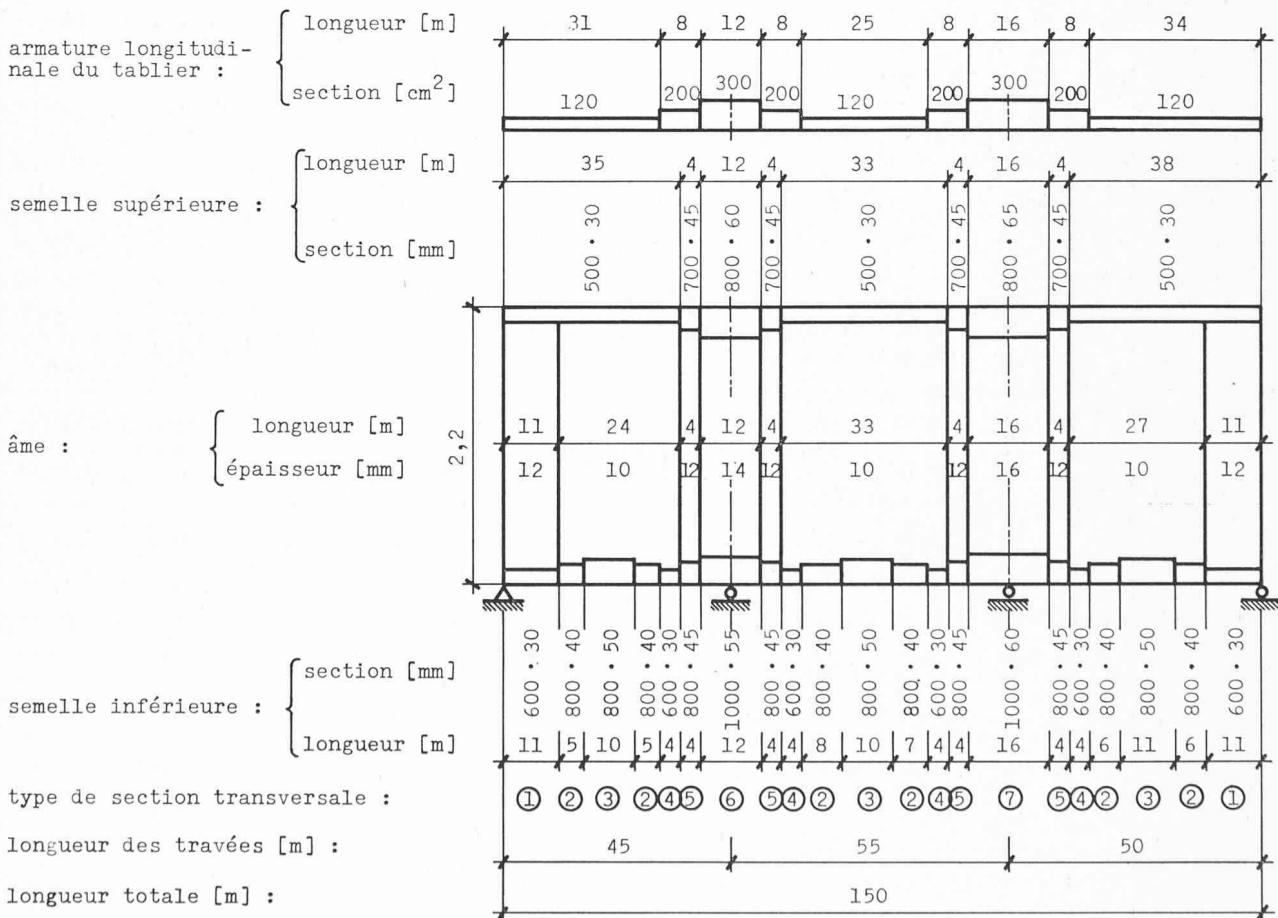 longueur [m] 31 8 12 8 25 8 16 8 34
armature longitudi-
nale du tablier :
section [cm2] 120 200 300 200 120 200 300 200 120
longueur [m] 35 4 12 4 33 4 16 4 38
semelle supérieure :
section [mm] 500 · 30 700 · 45 800 · 60 700 · 45 500 · 30 700 · 45 800 · 65 700 · 45 500 · 30
2,2
longueur [m] 11 24 4 12 4 33 4 16 4 27 11
âme :
épaisseur [mm] 12 10 12 14 12 10 12 16 12 10 12
section [mm] 600 · 30 800 · 40 800 · 50 800 · 40 600 · 30 800 · 45 1000 · 55 800 · 45 600 · 30 800 · 40 800 · 50 800 · 40 600 · 30 800 · 45 1000 · 60 800 · 45 600 · 30 800 · 40 800 · 50 800 · 40 600 · 30
semelle inférieure :
longueur [m] 11 5 10 5 4 4 12 4 4 8 10 7 4 4 16 4 4 6 11 6 11
type de section transversale : 1 2 3 2 4 5 6 5 4 2 3 2 4 5 7 5 4 2 3 2 1
longueur des travées [m] : 45 55 50
longueur totale [m] : 150